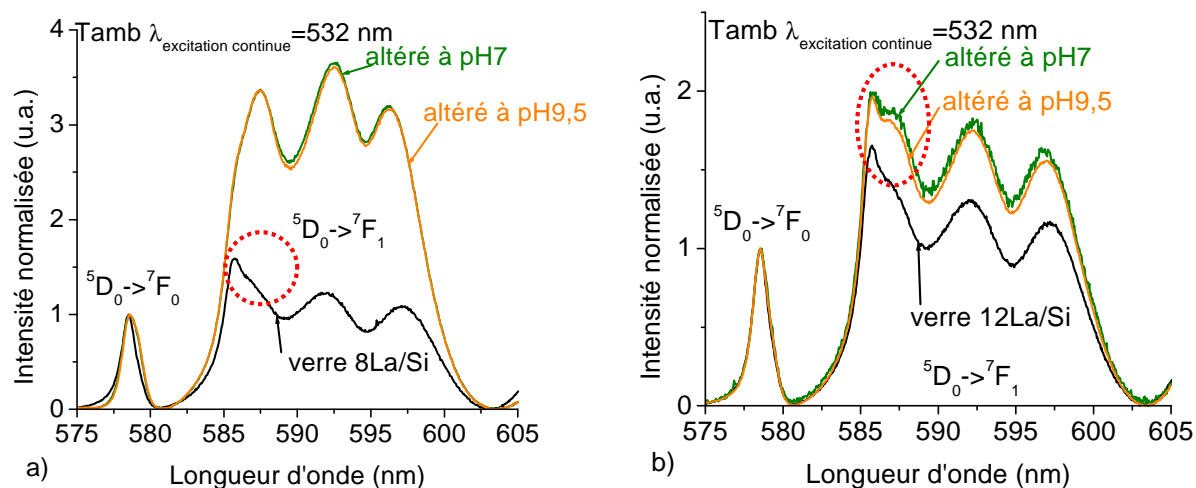 Tamb λexcitation continue=532 nm
altéré à pH7
altéré à pH9,5
⁵D₀->⁷F₁
⁵D₀->⁷F₀
verre 8La/Si
Intensité normalisée (u.a.)
4
3
2
1
0
575 580 585 590 595 600 605
Longueur d'onde (nm)
a)
Tamb λexcitation continue=532 nm
altéré à pH7
altéré à pH9,5
⁵D₀->⁷F₀
verre 12La/Si
⁵D₀->⁷F₁
Intensité normalisée (u.a.)
2
1
0
575 580 585 590 595 600 605
Longueur d'onde (nm)
b)